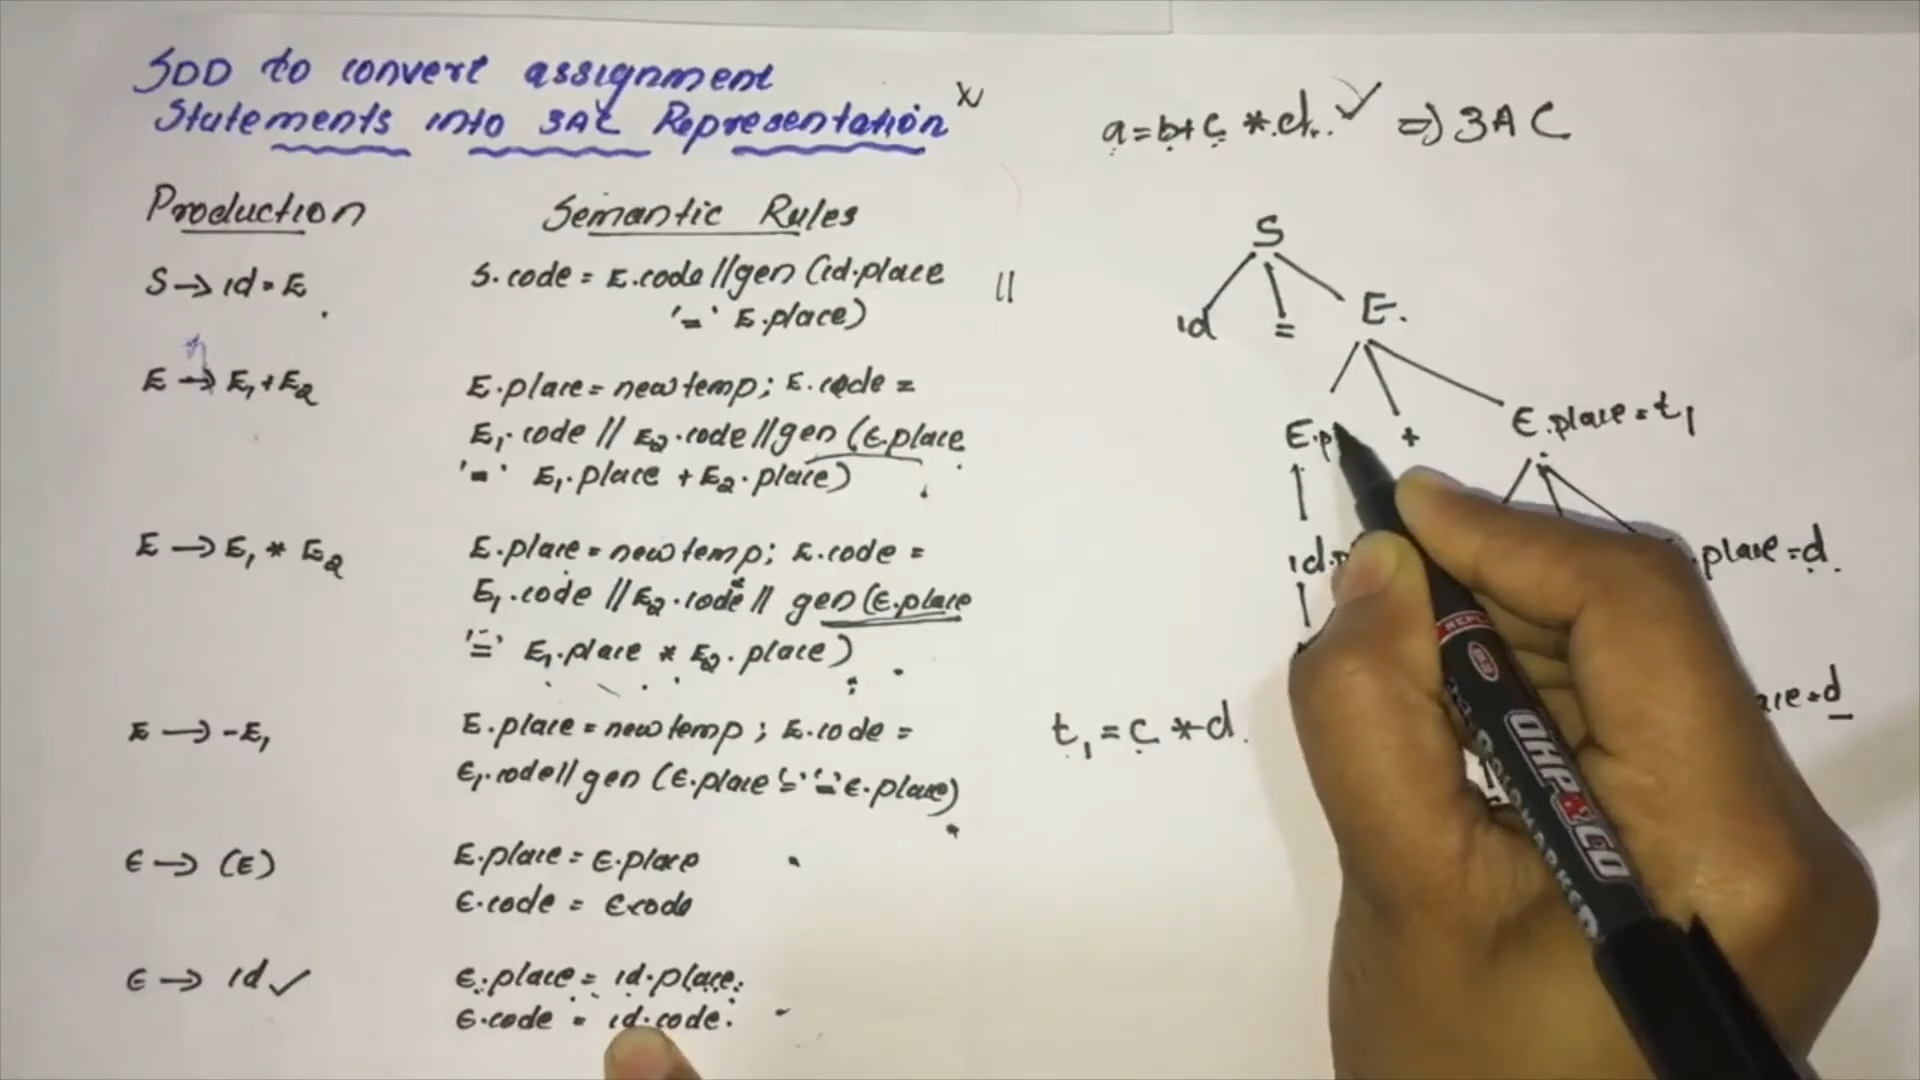 SDD to convert assignment
Statements into 3AC Representation
Production Semantic Rules
S → id = E S.code = E.code // gen (id.place
'=' E.place)
E → E1 + E2 E.place = newtemp; E.code =
E1.code // E2.code // gen (E.place
'=' E1.place + E2.place)
E → E1 * E2 E.place = newtemp; E.code =
E1.code // E2.code // gen (E.place
'=' E1.place * E2.place)
E → -E1 E.place = newtemp; E.code =
E1.code // gen (E.place '=' '-' E.place)
E → (E) E.place = E.place
E.code = E.code
E → id ✓ E.place = id.place
E.code = id.code
a = b + c * d ✓ ⇒ 3AC
S
id = E
E.p + E.place = t1
id.p place = d
= d
t1 = c * d
OHP & CD